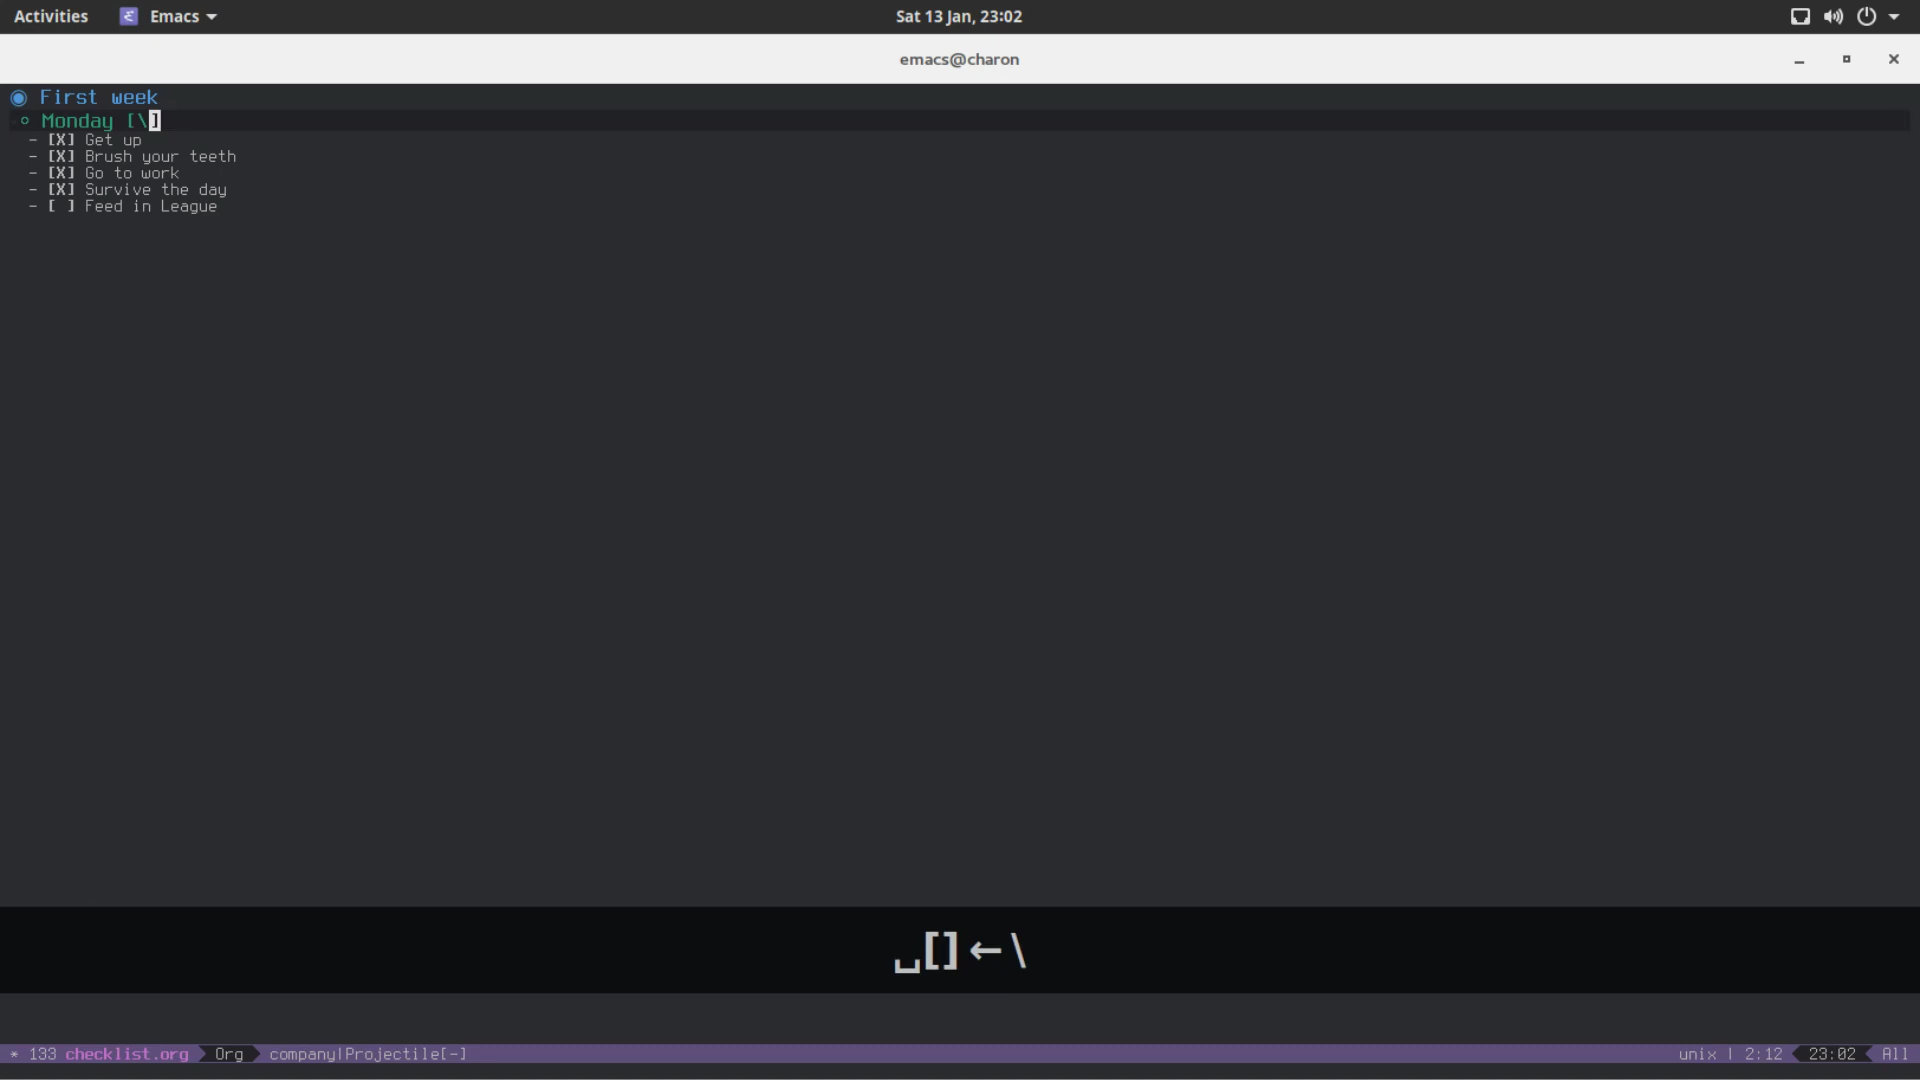 Activities Emacs Sat 13 Jan, 23:02
emacs@charon
First week
Monday [\]
- [X] Get up
- [X] Brush your teeth
- [X] Go to work
- [X] Survive the day
- [ ] Feed in League
␣[]←\
* 133 checklist.org Org company|Projectile[-] unix | 2:12 23:02 All